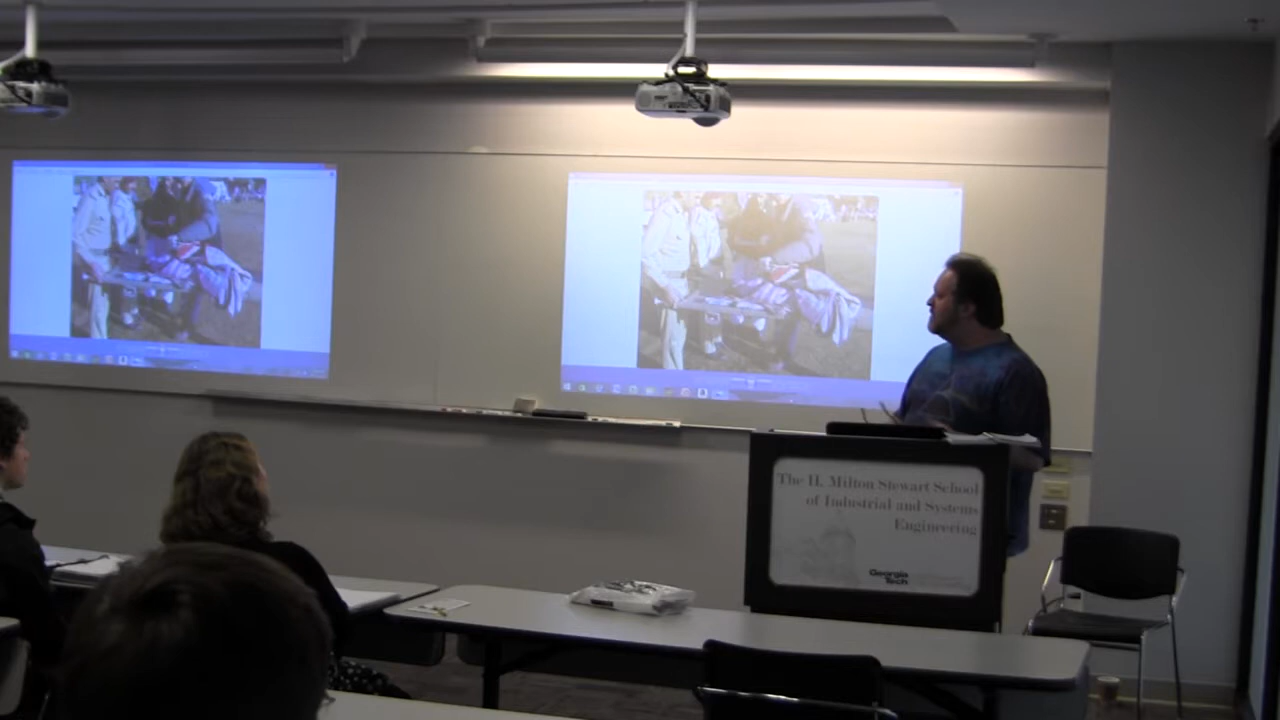 The H. Milton Stewart School
of Industrial and Systems
Engineering
Georgia
Tech